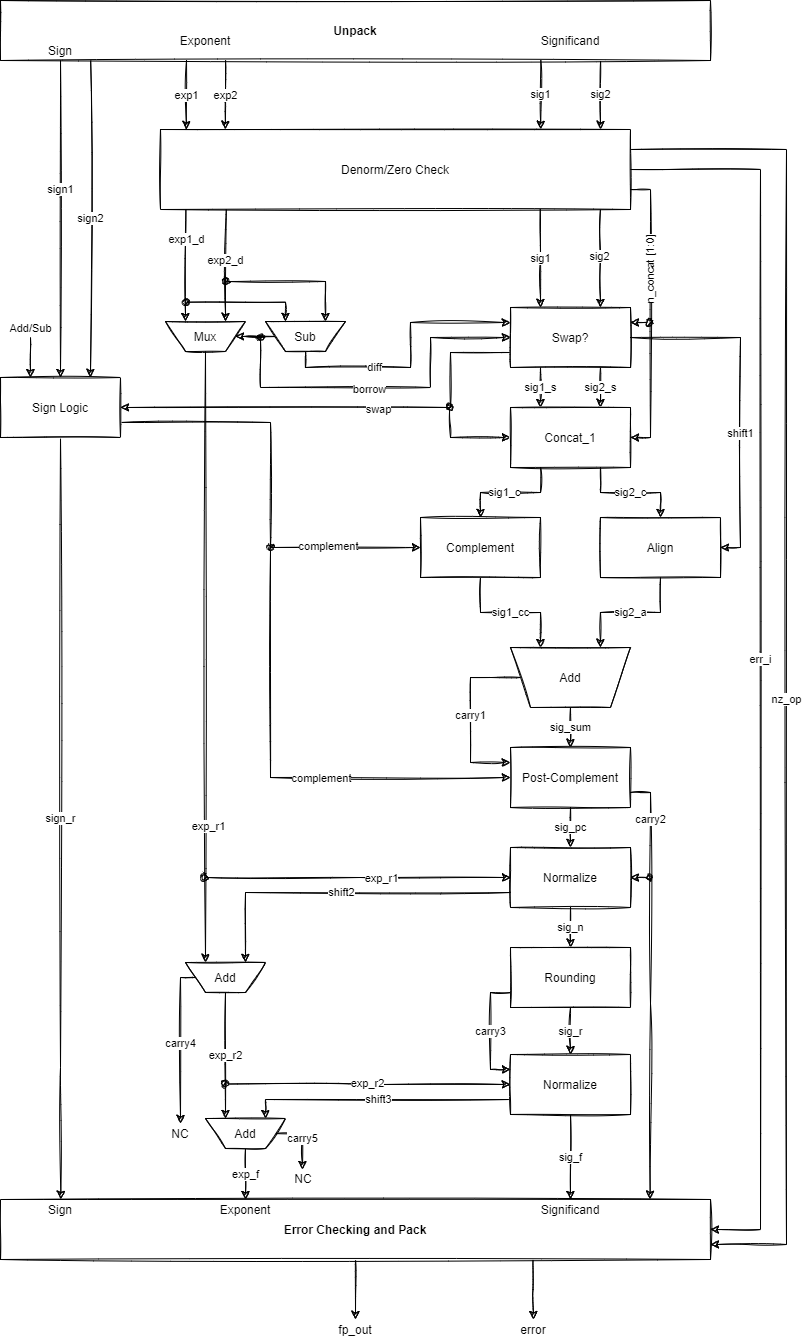 Unpack
Sign
Exponent
Significand
exp1
exp2
sig1
sig2
Denorm/Zero Check
sign1
sign2
exp1_d
exp2_d
sig1
sig2
n_concat [1:0]
Add/Sub
Mux
Sub
Swap?
diff
borrow
swap
sig1_s
sig2_s
Sign Logic
Concat_1
shift1
sig1_c
sig2_c
complement
Complement
Align
sig1_cc
sig2_a
err_i
nz_op
Add
carry1
sig_sum
complement
Post-Complement
sign_r
exp_r1
sig_pc
carry2
exp_r1
Normalize
shift2
sig_n
Add
Rounding
carry4
carry3
sig_r
exp_r2
exp_r2
Normalize
shift3
NC
Add
carry5
sig_f
exp_f
NC
Sign
Exponent
Significand
Error Checking and Pack
fp_out
error